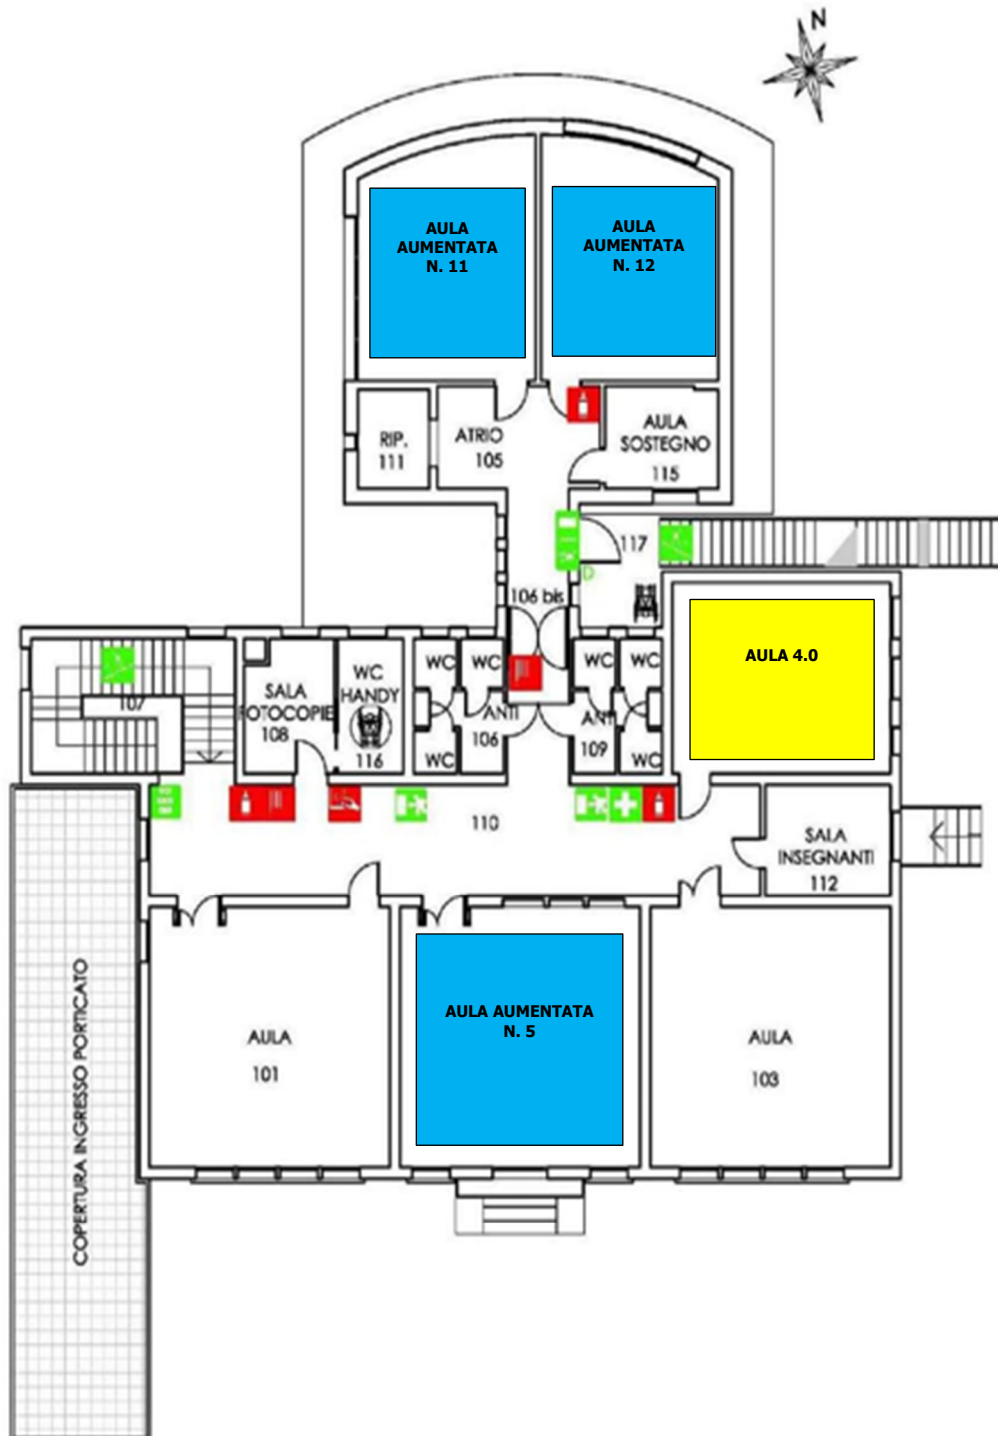 N
AULA
AUMENTATA
N. 11
AULA
AUMENTATA
N. 12
RIP.
111
ATRIO
105
AULA
SOSTEGNO
115
117
D
106 bis
AULA 4.0
107
SALA
FOTOCOPIE
108
WC
HANDY
116
WC
WC
ANTI
106
WC
WC
WC
ANTI
109
WC
110
SALA
INSEGNANTI
112
AULA
101
AULA AUMENTATA
N. 5
AULA
103
COPERTURA INGRESSO PORTICATO